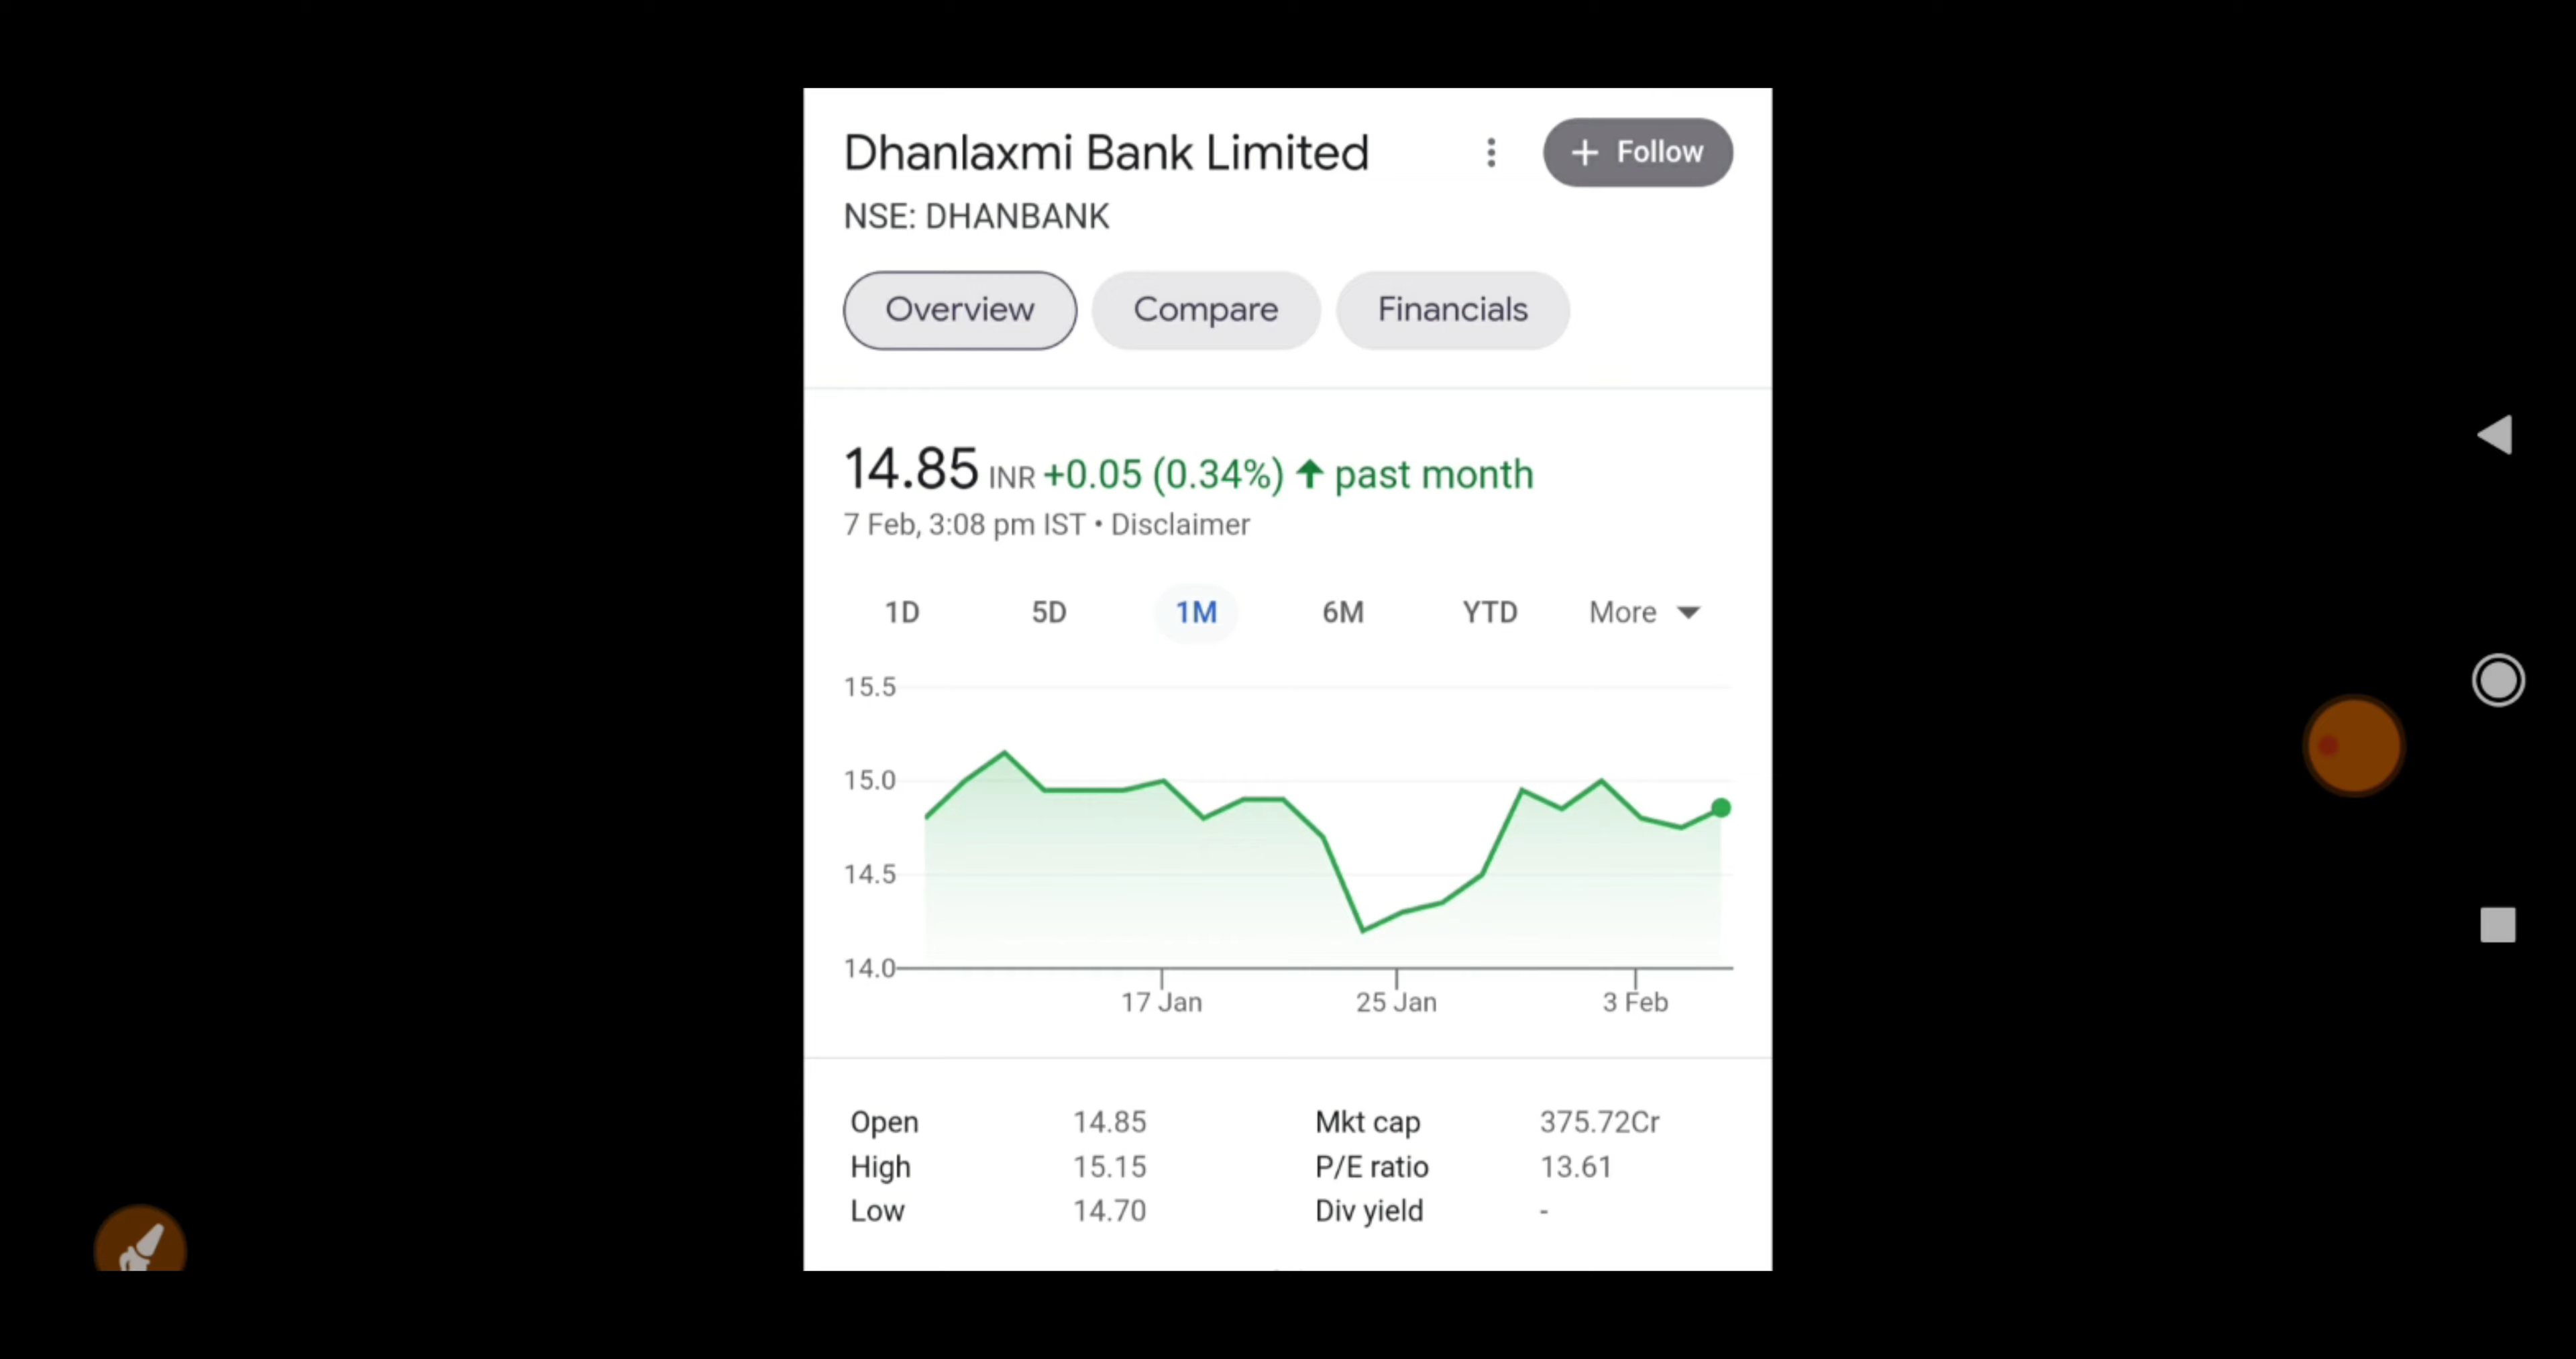 Dhanlaxmi Bank Limited
+ Follow
NSE: DHANBANK
Overview Compare Financials
14.85 INR +0.05 (0.34%) ↑ past month
7 Feb, 3:08 pm IST • Disclaimer
1D 5D 1M 6M YTD More
15.5
15.0
14.5
14.0
17 Jan 25 Jan 3 Feb
Open 14.85 Mkt cap 375.72Cr
High 15.15 P/E ratio 13.61
Low 14.70 Div yield -